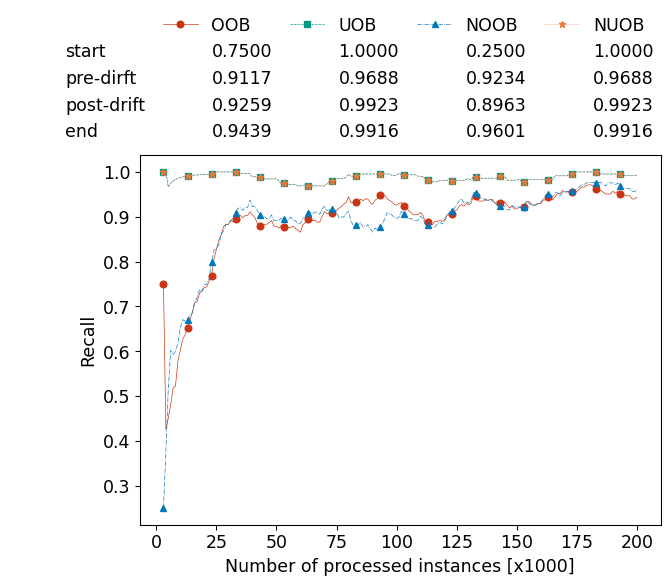 OOB UOB NOOB NUOB
start 0.7500 1.0000 0.2500 1.0000
pre-dirft 0.9117 0.9688 0.9234 0.9688
post-drift 0.9259 0.9923 0.8963 0.9923
end 0.9439 0.9916 0.9601 0.9916
1.0
0.9
0.8
0.7
0.6
0.5
0.4
0.3
Recall
0 25 50 75 100 125 150 175 200
Number of processed instances [x1000]